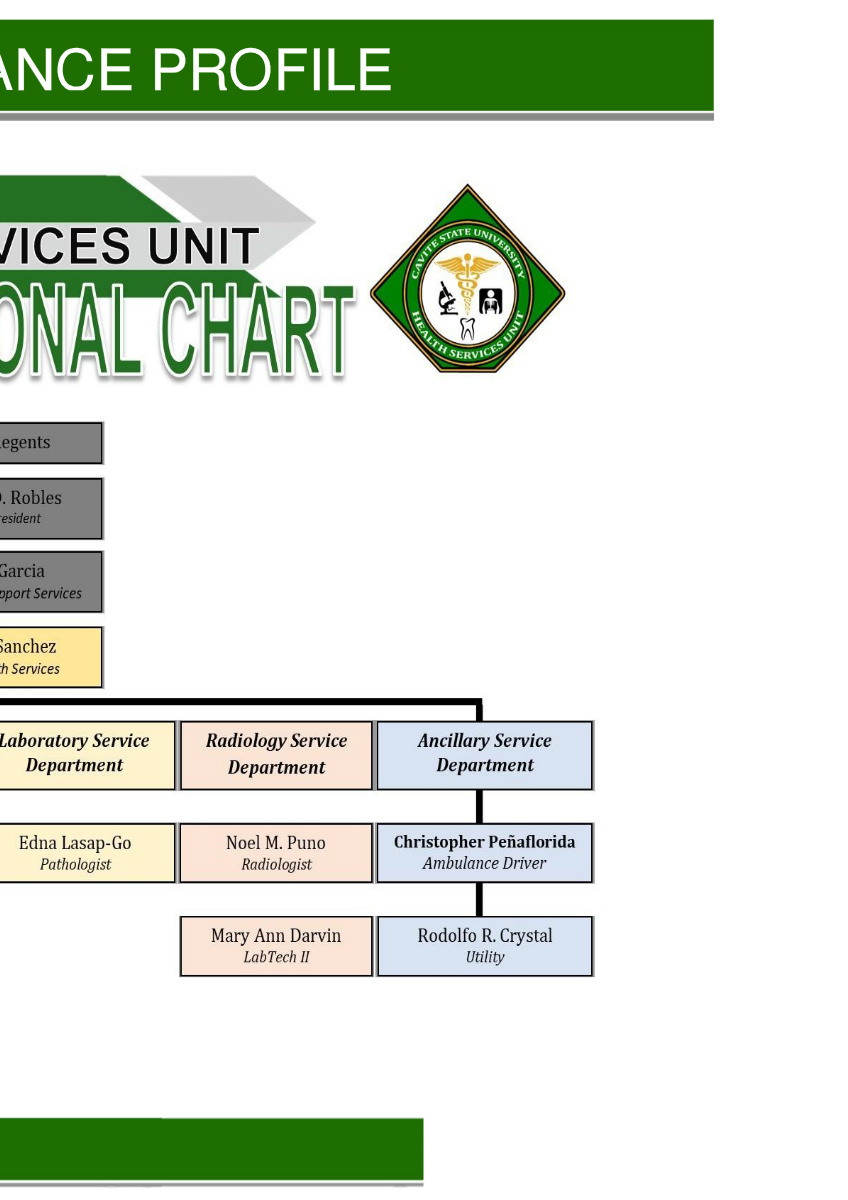 ANCE PROFILE
VICES UNIT
ONAL CHART
CAVITE STATE UNIVERSITY
HEALTH SERVICES UNIT
egents
. Robles
resident
Garcia
pport Services
Sanchez
th Services
Laboratory Service
Department
Radiology Service
Department
Ancillary Service
Department
Edna Lasap-Go
Pathologist
Noel M. Puno
Radiologist
Christopher Peñaflorida
Ambulance Driver
Mary Ann Darvin
LabTech II
Rodolfo R. Crystal
Utility